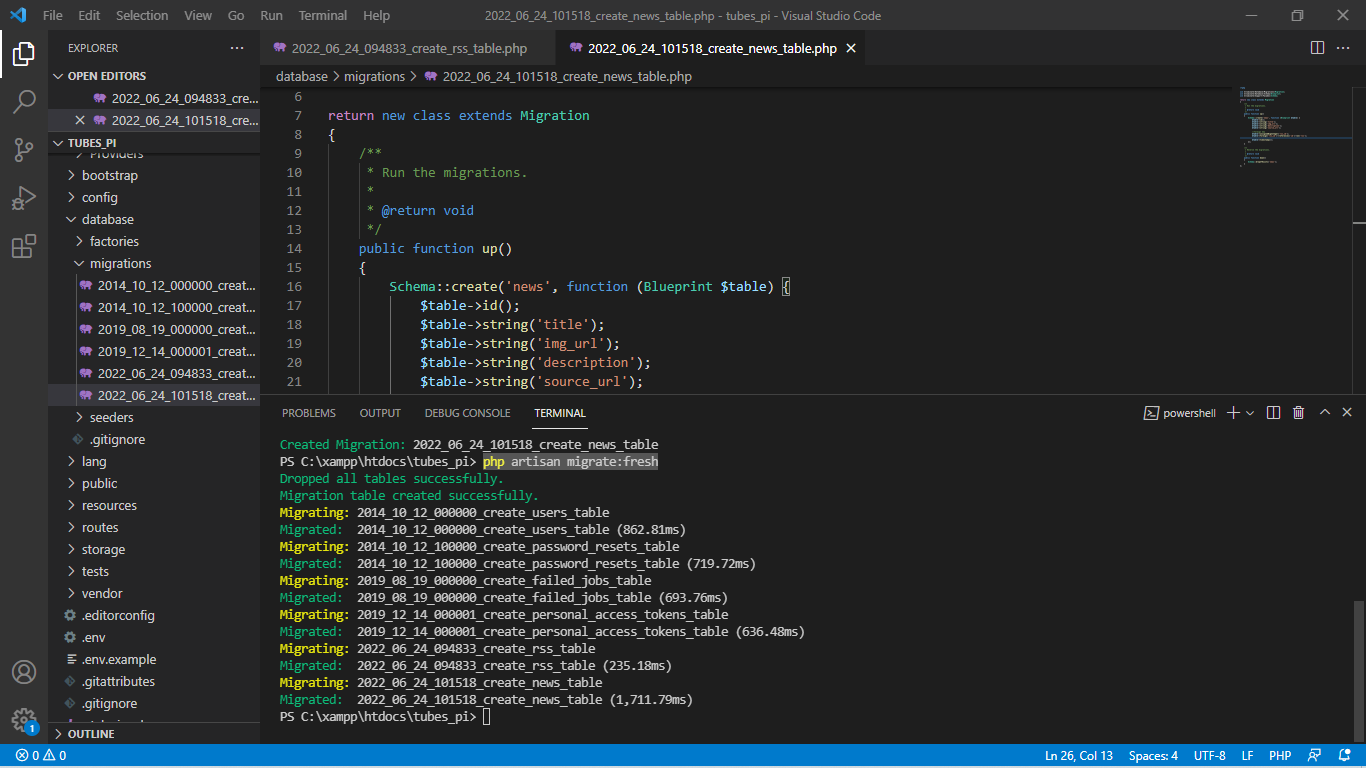 File Edit Selection View Go Run Terminal Help 2022_06_24_101518_create_news_table.php - tubes_pi - Visual Studio Code
EXPLORER
OPEN EDITORS
2022_06_24_094833_cre...
2022_06_24_101518_cre...
TUBES_PI
Providers
bootstrap
config
database
factories
migrations
2014_10_12_000000_creat...
2014_10_12_100000_creat...
2019_08_19_000000_creat...
2019_12_14_000001_creat...
2022_06_24_094833_creat...
2022_06_24_101518_creat...
seeders
.gitignore
lang
public
resources
routes
storage
tests
vendor
.editorconfig
.env
.env.example
.gitattributes
.gitignore
OUTLINE
2022_06_24_094833_create_rss_table.php 2022_06_24_101518_create_news_table.php
database > migrations > 2022_06_24_101518_create_news_table.php
6
7 return new class extends Migration
8 {
9 /**
10 * Run the migrations.
11 *
12 * @return void
13 */
14 public function up()
15 {
16 Schema::create('news', function (Blueprint $table) {
17 $table->id();
18 $table->string('title');
19 $table->string('img_url');
20 $table->string('description');
21 $table->string('source_url');
PROBLEMS OUTPUT DEBUG CONSOLE TERMINAL powershell
Created Migration: 2022_06_24_101518_create_news_table
PS C:\xampp\htdocs\tubes_pi> php artisan migrate:fresh
Dropped all tables successfully.
Migration table created successfully.
Migrating: 2014_10_12_000000_create_users_table
Migrated: 2014_10_12_000000_create_users_table (862.81ms)
Migrating: 2014_10_12_100000_create_password_resets_table
Migrated: 2014_10_12_100000_create_password_resets_table (719.72ms)
Migrating: 2019_08_19_000000_create_failed_jobs_table
Migrated: 2019_08_19_000000_create_failed_jobs_table (693.76ms)
Migrating: 2019_12_14_000001_create_personal_access_tokens_table
Migrated: 2019_12_14_000001_create_personal_access_tokens_table (636.48ms)
Migrating: 2022_06_24_094833_create_rss_table
Migrated: 2022_06_24_094833_create_rss_table (235.18ms)
Migrating: 2022_06_24_101518_create_news_table
Migrated: 2022_06_24_101518_create_news_table (1,711.79ms)
PS C:\xampp\htdocs\tubes_pi>
1
0 0 Ln 26, Col 13 Spaces: 4 UTF-8 LF PHP